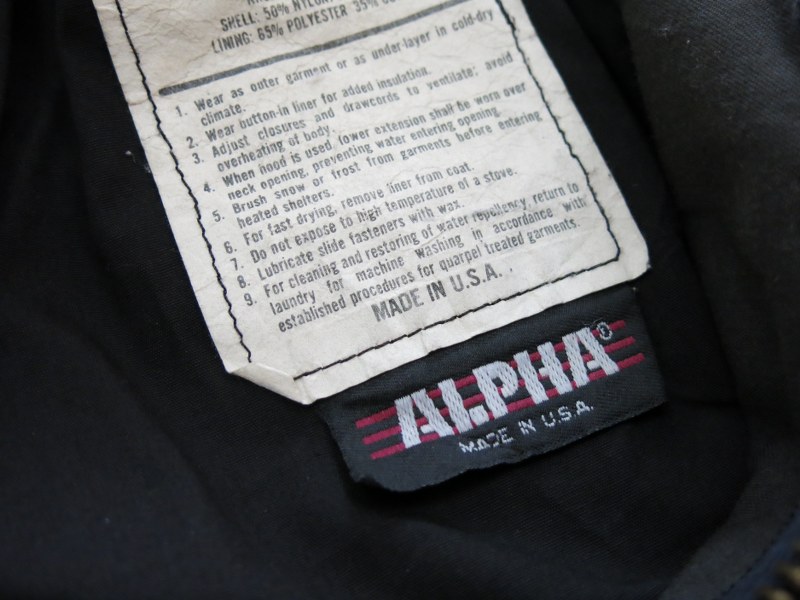 SHELL: 50% NYLON,
LINING: 65% POLYESTER 35%
1. Wear as outer garment or as under-layer in cold-dry
climate.
2. Wear button-in liner for added insulation.
3. Adjust closures and drawcords to ventilate; avoid
overheating of body.
4. When hood is used, lower extension shall be worn over
neck opening, preventing water entering opening.
5. Brush snow or frost from garments before entering
heated shelters.
6. For fast drying, remove liner from coat.
7. Do not expose to high temperature of a stove.
8. Lubricate slide fasteners with wax.
9. For cleaning and restoring of water repellency, return to
laundry for machine washing in accordance with
established procedures for quarpel treated garments.
MADE IN U.S.A.
ALPHA®
MADE IN U.S.A.